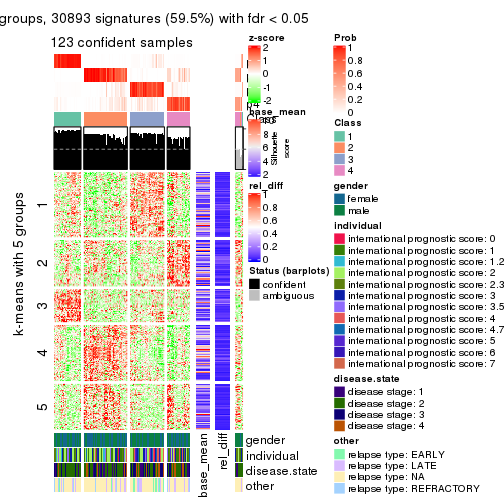 groups, 30893 signatures (59.5%) with fdr < 0.05
123 confident samples
z-score
2
1
0
-1
-2
base_mean
10
8
6
4
2
rel_diff
1
0.8
0.6
0.4
0.2
0
Status (barplots)
confident
ambiguous
Silhouette
score
Prob
1
0.8
0.6
0.4
0.2
0
Class
1
2
3
4
gender
female
male
individual
international prognostic score: 0
international prognostic score: 1
international prognostic score: 1.2
international prognostic score: 2
international prognostic score: 2.3
international prognostic score: 3
international prognostic score: 3.5
international prognostic score: 4
international prognostic score: 4.7
international prognostic score: 5
international prognostic score: 6
international prognostic score: 7
disease.state
disease stage: 1
disease stage: 2
disease stage: 3
disease stage: 4
other
relapse type: EARLY
relapse type: LATE
relapse type: NA
relapse type: REFRACTORY
k-means with 5 groups
1
2
3
4
5
base_mean
rel_diff
gender
individual
disease.state
other